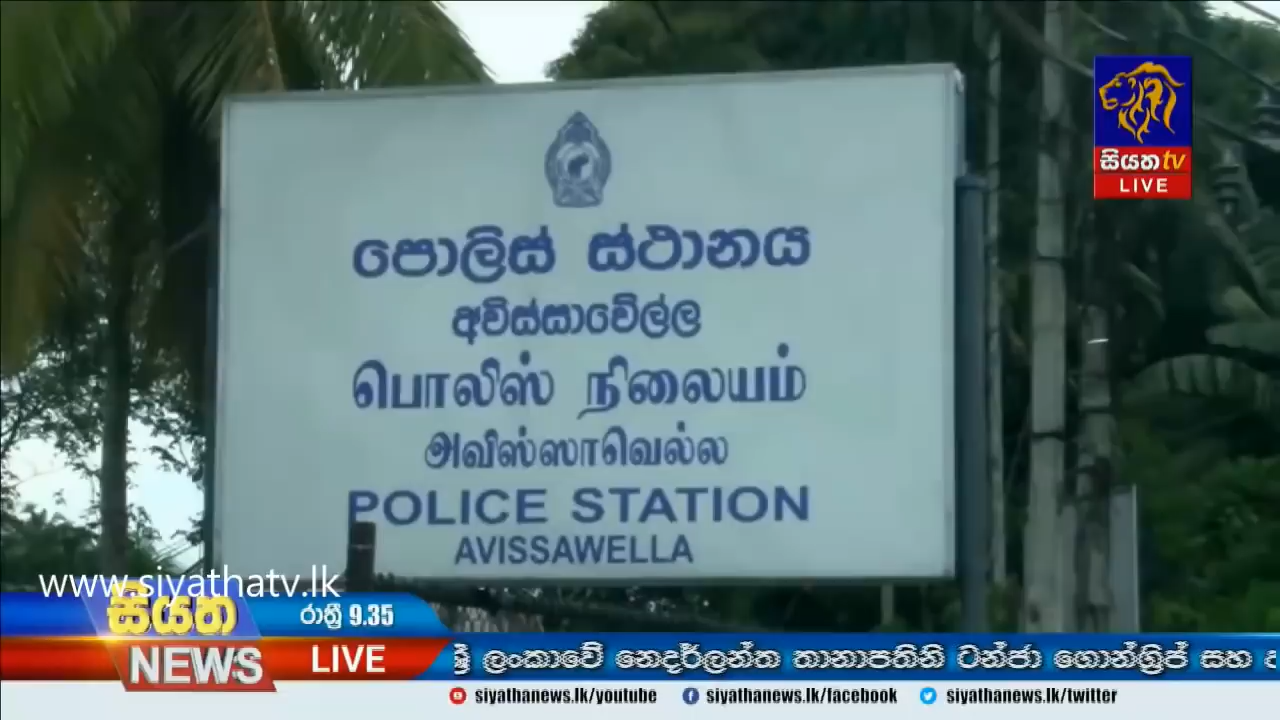 සියත tv
LIVE
පොලිස් ස්ථානය
අවිස්සාවේල්ල
பொலிஸ் நிலையம்
அவிஸ்ஸாவெல்ல
POLICE STATION
AVISSAWELLA
www.siyathatv.lk
සියත
NEWS
රාත්‍රී 9.35
LIVE
ශ්‍රී ලංකාවේ නෙදර්ලන්ත තානාපතිනි ටන්ජා ගොන්ග්‍රිප් සහ
siyathanews.lk/youtube
siyathanews.lk/facebook
siyathanews.lk/twitter